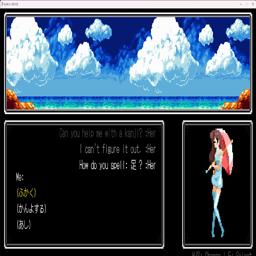 Can you help me with a kanji? :Her
I can't figure it out. :Her
How do you spell: 足 ? :Her
Me:
(ふかく)
(かんよする)
(あし)